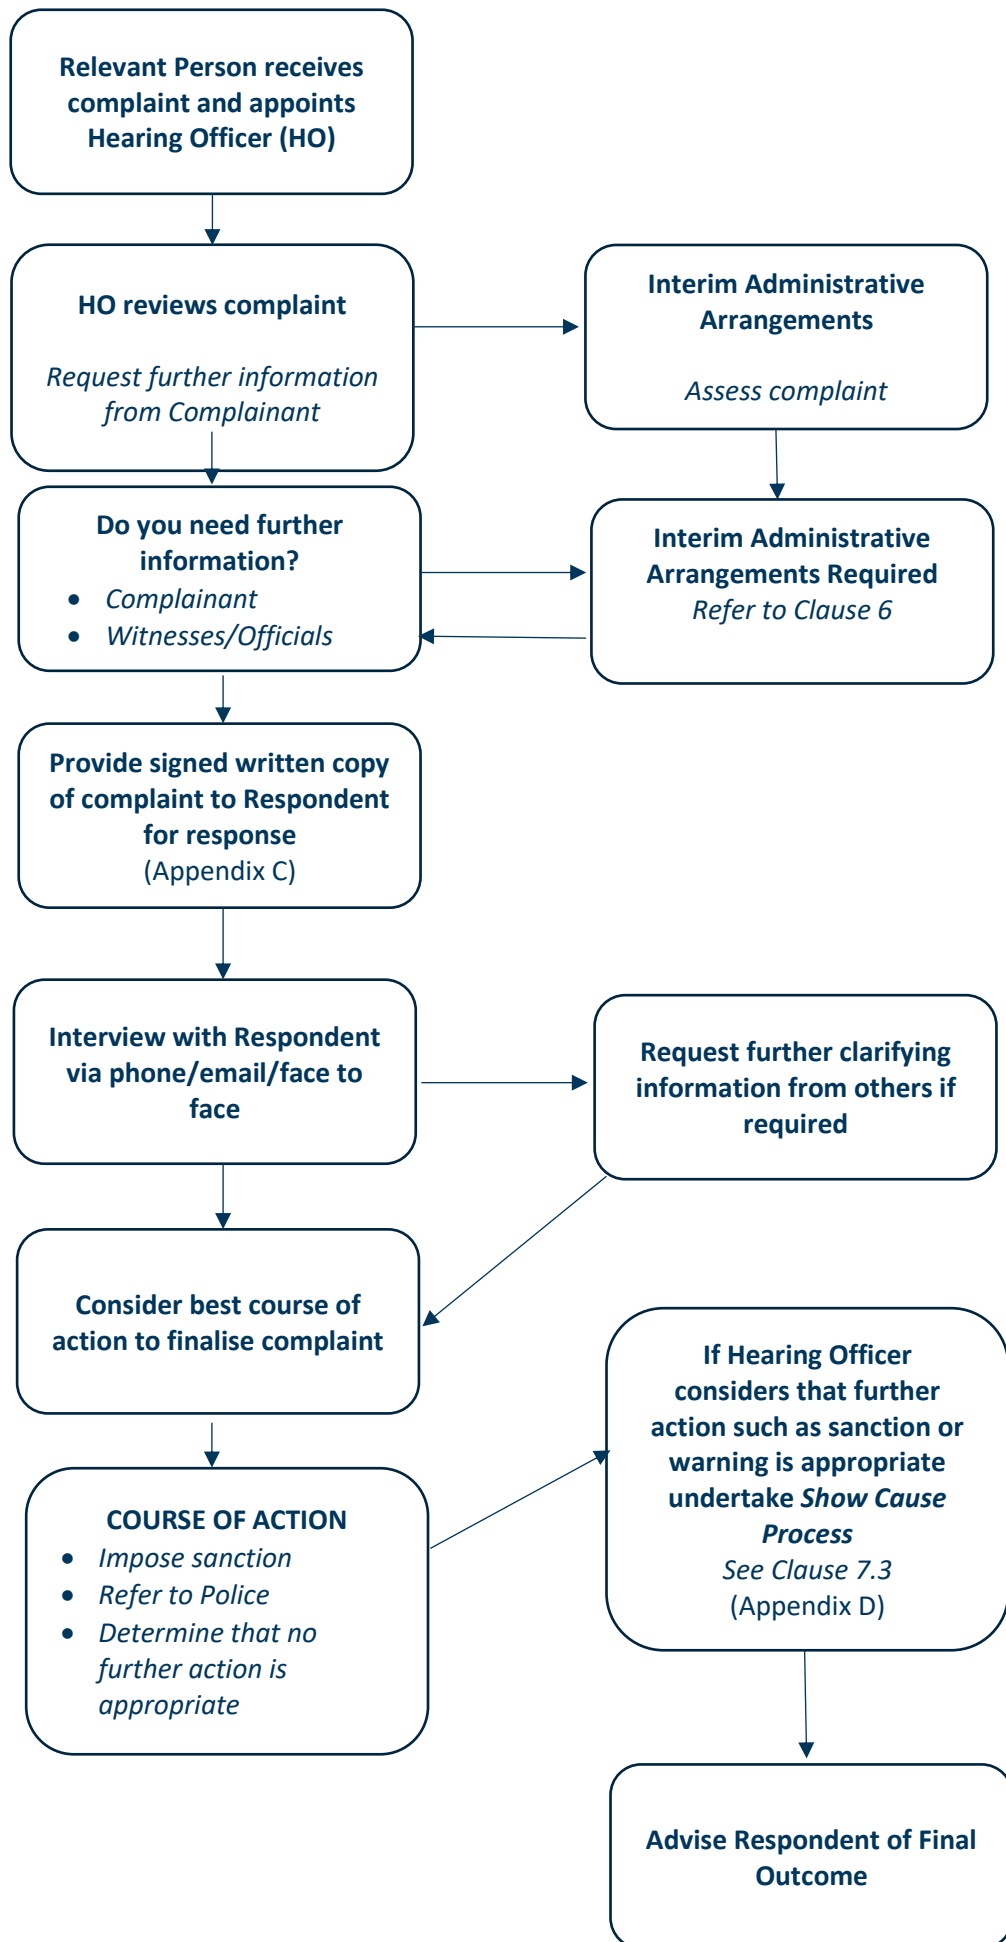 Relevant Person receives
complaint and appoints
Hearing Officer (HO)
HO reviews complaint
Request further information
from Complainant
Interim Administrative
Arrangements
Assess complaint
Do you need further
information?
• Complainant
• Witnesses/Officials
Interim Administrative
Arrangements Required
Refer to Clause 6
Provide signed written copy
of complaint to Respondent
for response
(Appendix C)
Interview with Respondent
via phone/email/face to
face
Request further clarifying
information from others if
required
Consider best course of
action to finalise complaint
COURSE OF ACTION
• Impose sanction
• Refer to Police
• Determine that no
further action is
appropriate
If Hearing Officer
considers that further
action such as sanction or
warning is appropriate
undertake Show Cause
Process
See Clause 7.3
(Appendix D)
Advise Respondent of Final
Outcome